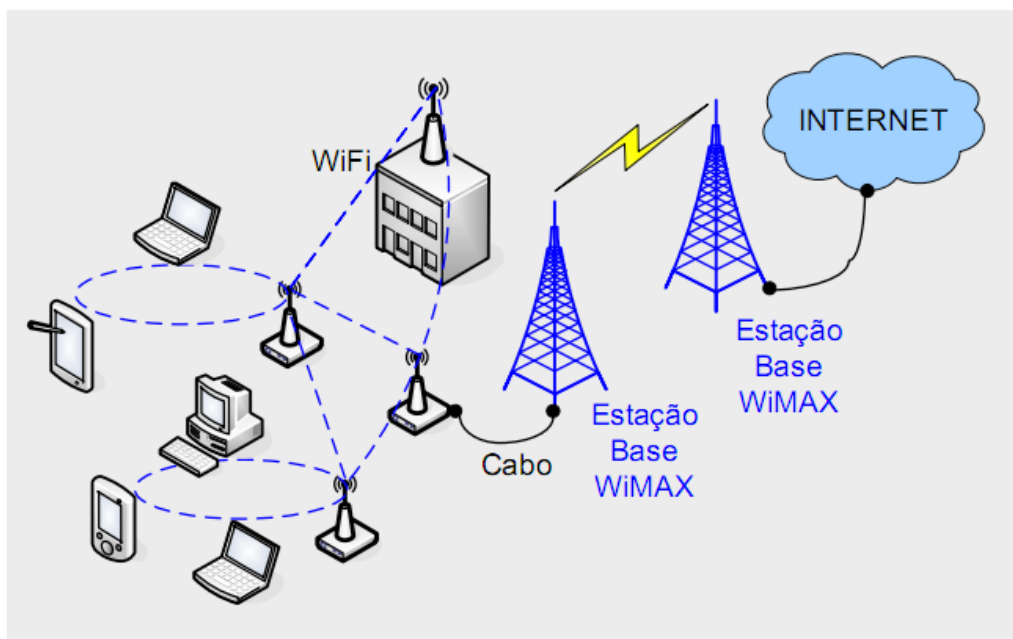 INTERNET
WiFi
Estação
Base
WiMAX
Estação
Base
WiMAX
Cabo